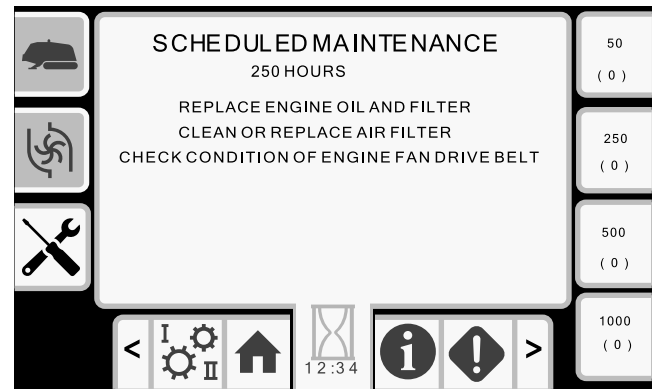 SCHEDULED MAINTENANCE
250 HOURS
REPLACE ENGINE OIL AND FILTER
CLEAN OR REPLACE AIR FILTER
CHECK CONDITION OF ENGINE FAN DRIVE BELT
50
( 0 )
250
( 0 )
500
( 0 )
1000
( 0 )
<
I
II
12:34
i
!
>